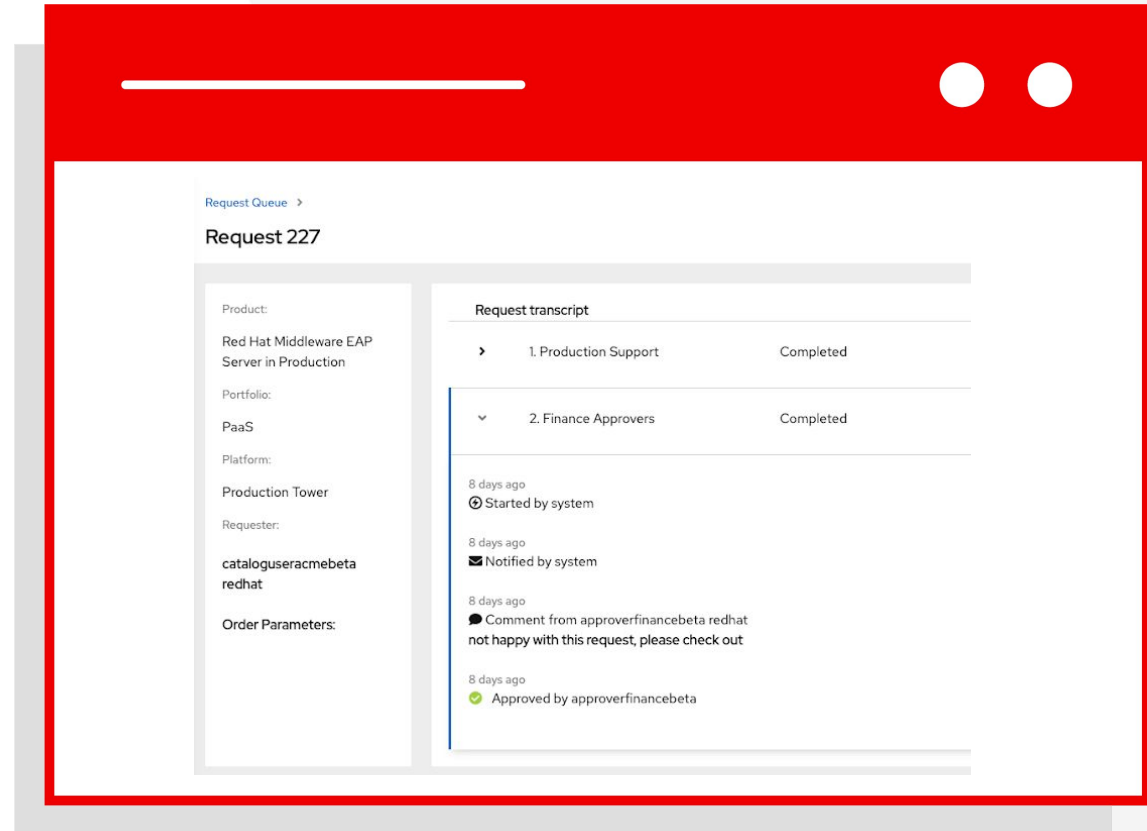 Request Queue >
Request 227
Product:
Red Hat Middleware EAP
Server in Production
Portfolio:
PaaS
Platform:
Production Tower
Requester:
cataloguseracmebeta
redhat
Order Parameters:
Request transcript
1. Production Support Completed
2. Finance Approvers Completed
8 days ago
Started by system
8 days ago
Notified by system
8 days ago
Comment from approverfinancebeta redhat
not happy with this request, please check out
8 days ago
Approved by approverfinancebeta